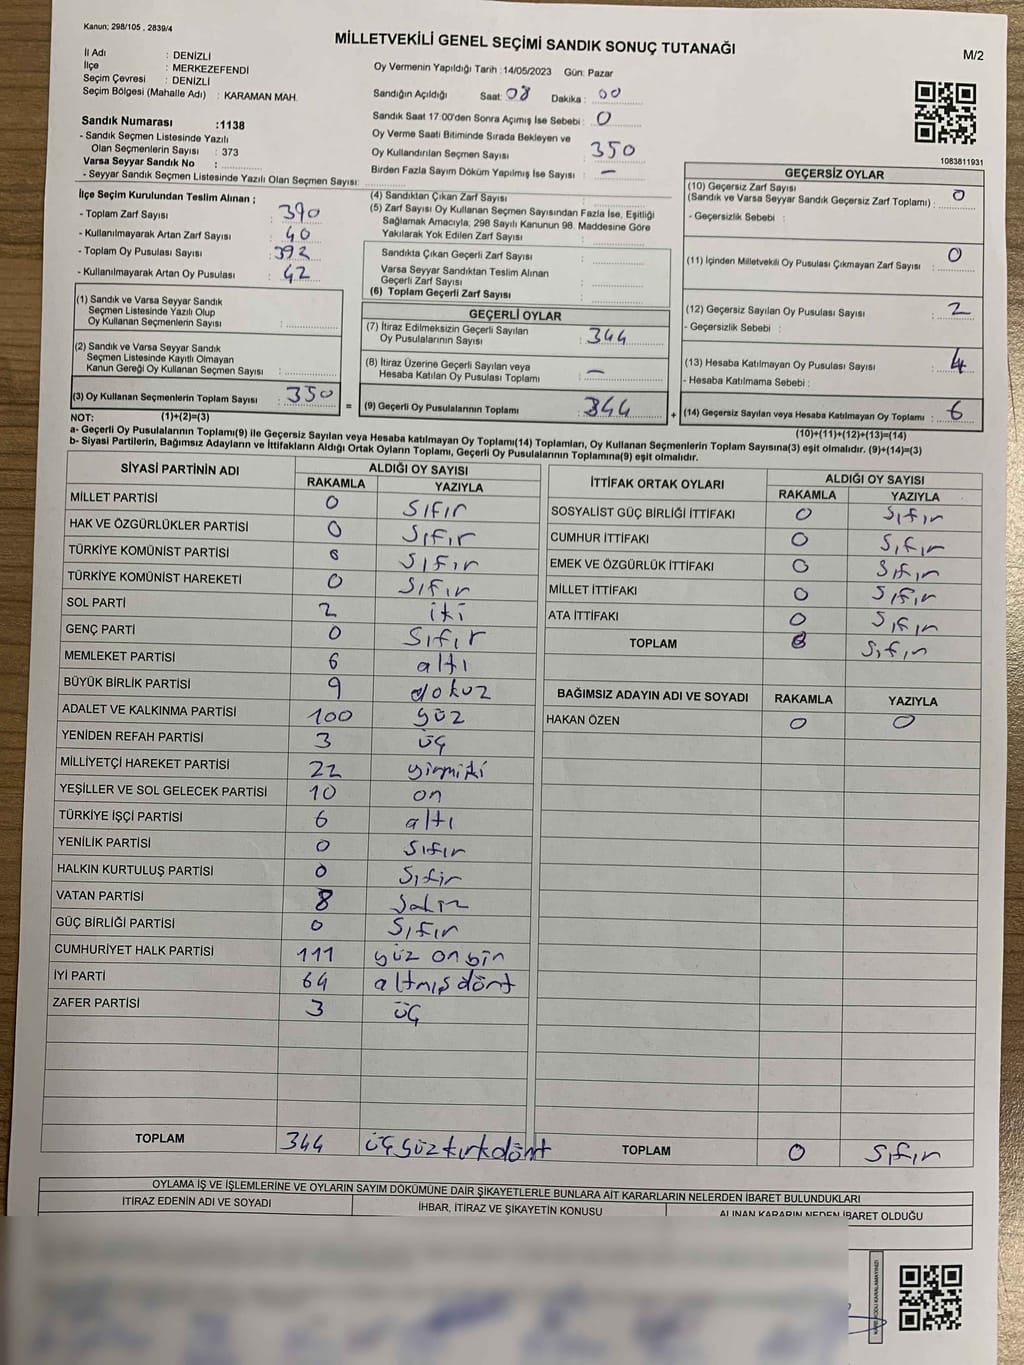 Kanun; 298/105 , 2839/4
MİLLETVEKİLİ GENEL SEÇİMİ SANDIK SONUÇ TUTANAĞI
M/2
İl Adı : DENİZLİ
İlçe : MERKEZEFENDİ
Seçim Çevresi : DENİZLİ
Seçim Bölgesi (Mahalle Adı) : KARAMAN MAH.
Sandık Numarası :1138
- Sandık Seçmen Listesinde Yazılı
Olan Seçmenlerin Sayısı : 373
Varsa Seyyar Sandık No :
- Seyyar Sandık Seçmen Listesinde Yazılı Olan Seçmen Sayısı:
Oy Vermenin Yapıldığı Tarih :14/05/2023 Gün: Pazar
Sandığın Açıldığı Saat: 08 Dakika : 00
Sandık Saat 17:00'den Sonra Açımış İse Sebebi : 0
Oy Verme Saati Bitiminde Sırada Bekleyen ve
Oy Kullandırılan Seçmen Sayısı : 350
Birden Fazla Sayım Döküm Yapılmış İse Sayısı : –
1083811931
İlçe Seçim Kurulundan Teslim Alınan ;
- Toplam Zarf Sayısı : 390
- Kullanılmayarak Artan Zarf Sayısı : 40
- Toplam Oy Pusulası Sayısı : 392
- Kullanılmayarak Artan Oy Pusulası : 42
(1) Sandık ve Varsa Seyyar Sandık
Seçmen Listesinde Yazılı Olup
Oy Kullanan Seçmenlerin Sayısı :
(2) Sandık ve Varsa Seyyar Sandık
Seçmen Listesinde Kayıtlı Olmayan
Kanun Gereği Oy Kullanan Seçmen Sayısı :
(3) Oy Kullanan Seçmenlerin Toplam Sayısı : 350
(1)+(2)=(3)
(4) Sandıktan Çıkan Zarf Sayısı :
(5) Zarf Sayısı Oy Kullanan Seçmen Sayısından Fazla İse, Eşitliği
Sağlamak Amacıyla, 298 Sayılı Kanunun 98. Maddesine Göre
Yakılarak Yok Edilen Zarf Sayısı :
Sandıkta Çıkan Geçerli Zarf Sayısı :
Varsa Seyyar Sandıktan Teslim Alınan
Geçerli Zarf Sayısı :
(6) Toplam Geçerli Zarf Sayısı :
GEÇERLİ OYLAR
(7) İtiraz Edilmeksizin Geçerli Sayılan
Oy Pusulalarının Sayısı : 344
(8) İtiraz Üzerine Geçerli Sayılan veya
Hesaba Katılan Oy Pusulası Toplamı : –
= (9) Geçerli Oy Pusulalarının Toplamı : 344
GEÇERSİZ OYLAR
(10) Geçersiz Zarf Sayısı
(Sandık ve Varsa Seyyar Sandık Geçersiz Zarf Toplamı) : 0
- Geçersizlik Sebebi :
(11) İçinden Milletvekili Oy Pusulası Çıkmayan Zarf Sayısı : 0
(12) Geçersiz Sayılan Oy Pusulası Sayısı : 2
- Geçersizlik Sebebi :
(13) Hesaba Katılmayan Oy Pusulası Sayısı : 4
- Hesaba Katılmama Sebebi :
+ (14) Geçersiz Sayılan veya Hesaba Katılmayan Oy Toplamı : 6
(10)+(11)+(12)+(13)=(14)
NOT:
a- Geçerli Oy Pusulalarının Toplamı(9) ile Geçersiz Sayılan veya Hesaba katılmayan Oy Toplamı(14) Toplamları, Oy Kullanan Seçmenlerin Toplam Sayısına(3) eşit olmalıdır. (9)+(14)=(3)
b- Siyasi Partilerin, Bağımsız Adayların ve İttifakların Aldığı Ortak Oyların Toplamı, Geçerli Oy Pusulalarının Toplamına(9) eşit olmalıdır.
SİYASİ PARTİNİN ADI ALDIĞI OY SAYISI
RAKAMLA YAZIYLA
MİLLET PARTİSİ 0 Sıfır
HAK VE ÖZGÜRLÜKLER PARTİSİ 0 Sıfır
TÜRKİYE KOMÜNİST PARTİSİ 0 Sıfır
TÜRKİYE KOMÜNİST HAREKETİ 0 Sıfır
SOL PARTİ 2 iki
GENÇ PARTİ 0 Sıfır
MEMLEKET PARTİSİ 6 altı
BÜYÜK BİRLİK PARTİSİ 9 dokuz
ADALET VE KALKINMA PARTİSİ 100 yüz
YENİDEN REFAH PARTİSİ 3 üç
MİLLİYETÇİ HAREKET PARTİSİ 22 yirmiiki
YEŞİLLER VE SOL GELECEK PARTİSİ 10 on
TÜRKİYE İŞÇİ PARTİSİ 6 altı
YENİLİK PARTİSİ 0 Sıfır
HALKIN KURTULUŞ PARTİSİ 0 Sıfır
VATAN PARTİSİ 8 Sekiz
GÜÇ BİRLİĞİ PARTİSİ 0 Sıfır
CUMHURİYET HALK PARTİSİ 111 yüz onbir
İYİ PARTİ 64 altmışdört
ZAFER PARTİSİ 3 üç
TOPLAM 344 üçyüzkırkdört
İTTİFAK ORTAK OYLARI ALDIĞI OY SAYISI
RAKAMLA YAZIYLA
SOSYALİST GÜÇ BİRLİĞİ İTTİFAKI 0 Sıfır
CUMHUR İTTİFAKI 0 Sıfır
EMEK VE ÖZGÜRLÜK İTTİFAKI 0 Sıfır
MİLLET İTTİFAKI 0 Sıfır
ATA İTTİFAKI 0 Sıfır
TOPLAM 0 Sıfır
BAĞIMSIZ ADAYIN ADI VE SOYADI RAKAMLA YAZIYLA
HAKAN ÖZEN 0 0
TOPLAM 0 Sıfır
OYLAMA İŞ VE İŞLEMLERİNE VE OYLARIN SAYIM DÖKÜMÜNE DAİR ŞİKAYETLERLE BUNLARA AİT KARARLARIN NELERDEN İBARET BULUNDUKLARI
İTİRAZ EDENİN ADI VE SOYADI İHBAR, İTİRAZ VE ŞİKAYETİN KONUSU ALINAN KARARIN NEDEN İBARET OLDUĞU